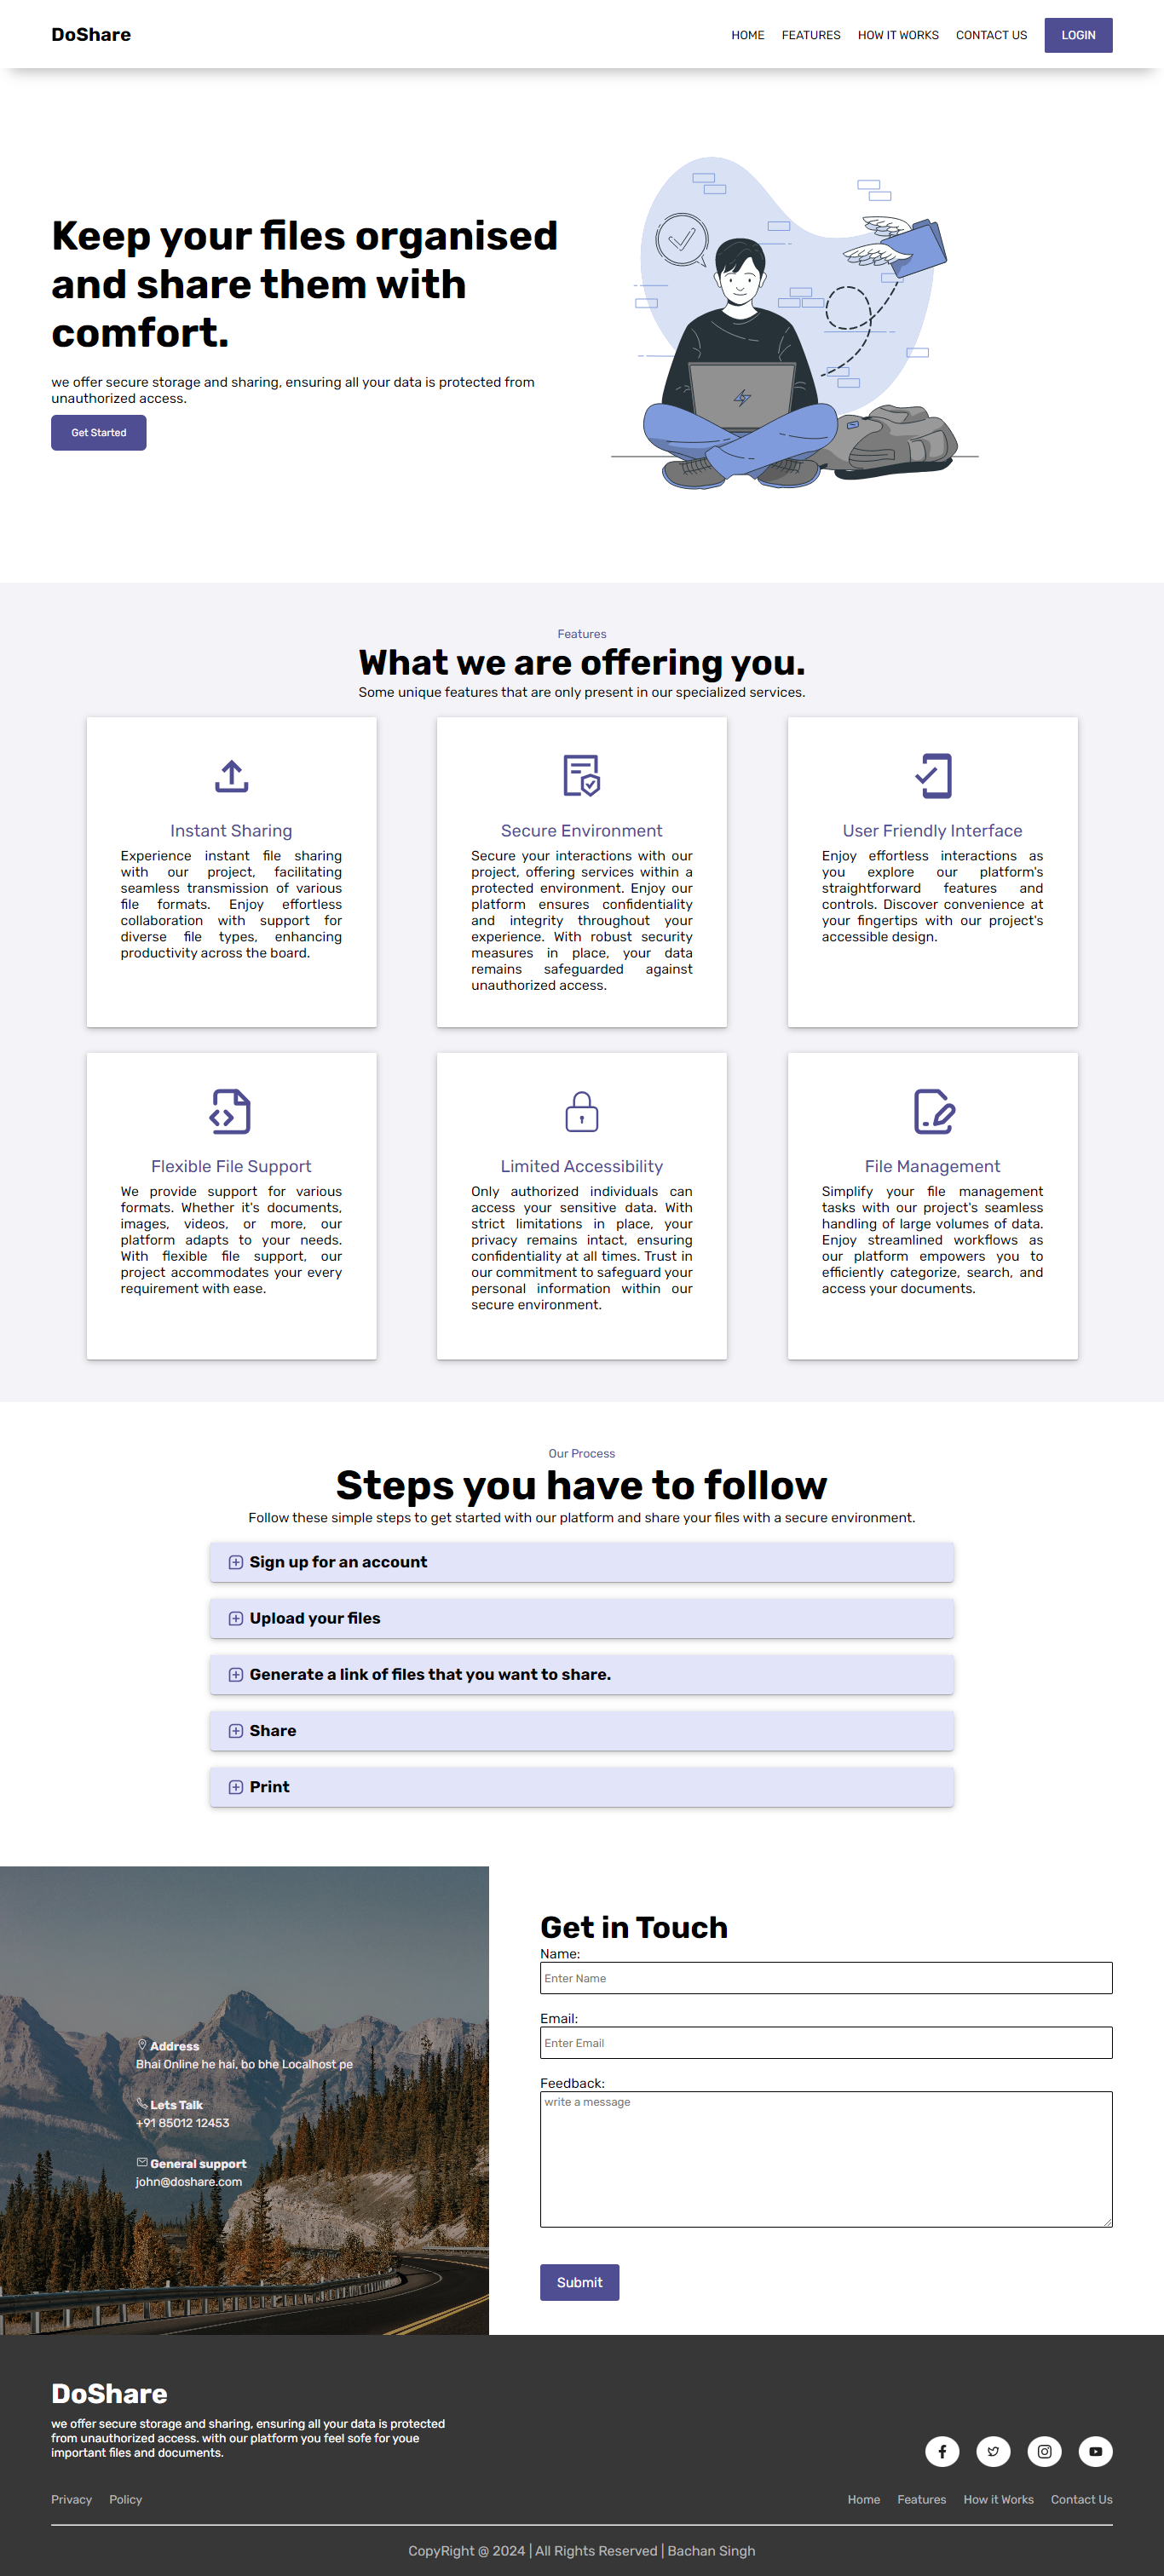 DoShare
HOME FEATURES HOW IT WORKS CONTACT US LOGIN
Keep your files organised
and share them with
comfort.
we offer secure storage and sharing, ensuring all your data is protected from
unauthorized access.
Get Started
Features
What we are offering you.
Some unique features that are only present in our specialized services.
Instant Sharing
Experience instant file sharing
with our project, facilitating
seamless transmission of various
file formats. Enjoy effortless
collaboration with support for
diverse file types, enhancing
productivity across the board.
Secure Environment
Secure your interactions with our
project, offering services within a
protected environment. Enjoy our
platform ensures confidentiality
and integrity throughout your
experience. With robust security
measures in place, your data
remains safeguarded against
unauthorized access.
User Friendly Interface
Enjoy effortless interactions as
you explore our platform's
straightforward features and
controls. Discover convenience at
your fingertips with our project's
accessible design.
Flexible File Support
We provide support for various
formats. Whether it's documents,
images, videos, or more, our
platform adapts to your needs.
With flexible file support, our
project accommodates your every
requirement with ease.
Limited Accessibility
Only authorized individuals can
access your sensitive data. With
strict limitations in place, your
privacy remains intact, ensuring
confidentiality at all times. Trust in
our commitment to safeguard your
personal information within our
secure environment.
File Management
Simplify your file management
tasks with our project's seamless
handling of large volumes of data.
Enjoy streamlined workflows as
our platform empowers you to
efficiently categorize, search, and
access your documents.
Our Process
Steps you have to follow
Follow these simple steps to get started with our platform and share your files with a secure environment.
Sign up for an account
Upload your files
Generate a link of files that you want to share.
Share
Print
Address
Bhai Online he hai, bo bhe Localhost pe
Lets Talk
+91 85012 12453
General support
john@doshare.com
Get in Touch
Name:
Enter Name
Email:
Enter Email
Feedback:
write a message
Submit
DoShare
we offer secure storage and sharing, ensuring all your data is protected
from unauthorized access. with our platform you feel sofe for youe
important files and documents.
Privacy Policy
Home Features How it Works Contact Us
CopyRight @ 2024 | All Rights Reserved | Bachan Singh